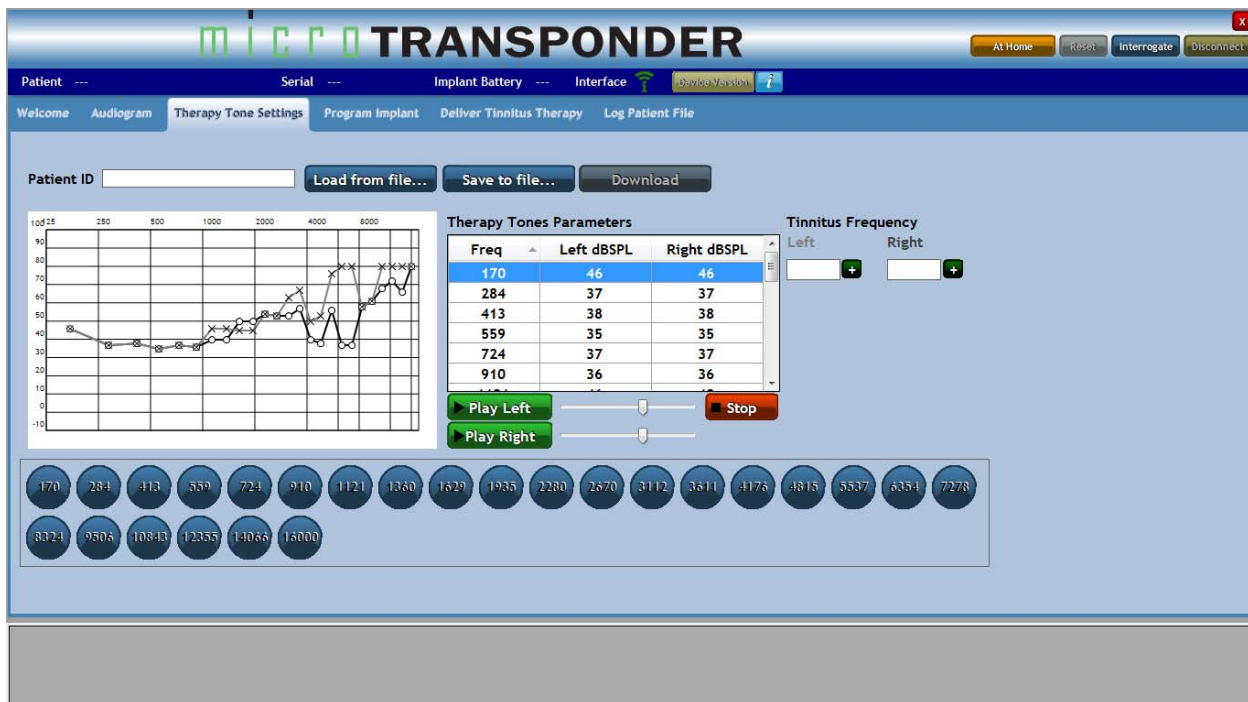 micro TRANSPONDER
X
At Home Reset Interrogate Disconnect
Patient --- Serial --- Implant Battery --- Interface Device Version i
Welcome Audiogram Therapy Tone Settings Program Implant Deliver Tinnitus Therapy Log Patient File
Patient ID Load from file... Save to file... Download
Therapy Tones Parameters
Tinnitus Frequency
Left Right
+ +
Freq Left dBSPL Right dBSPL
170 46 46
284 37 37
413 38 38
559 35 35
724 37 37
910 36 36
125 250 500 1000 2000 4000 8000
100
90
80
70
60
50
40
30
20
10
0
-10
Play Left Stop
Play Right
170 284 413 559 724 910 1121 1360 1629 1935 2280 2670 3112 3611 4176 4815 5537 6354 7278
8324 9506 10843 12355 14066 16000